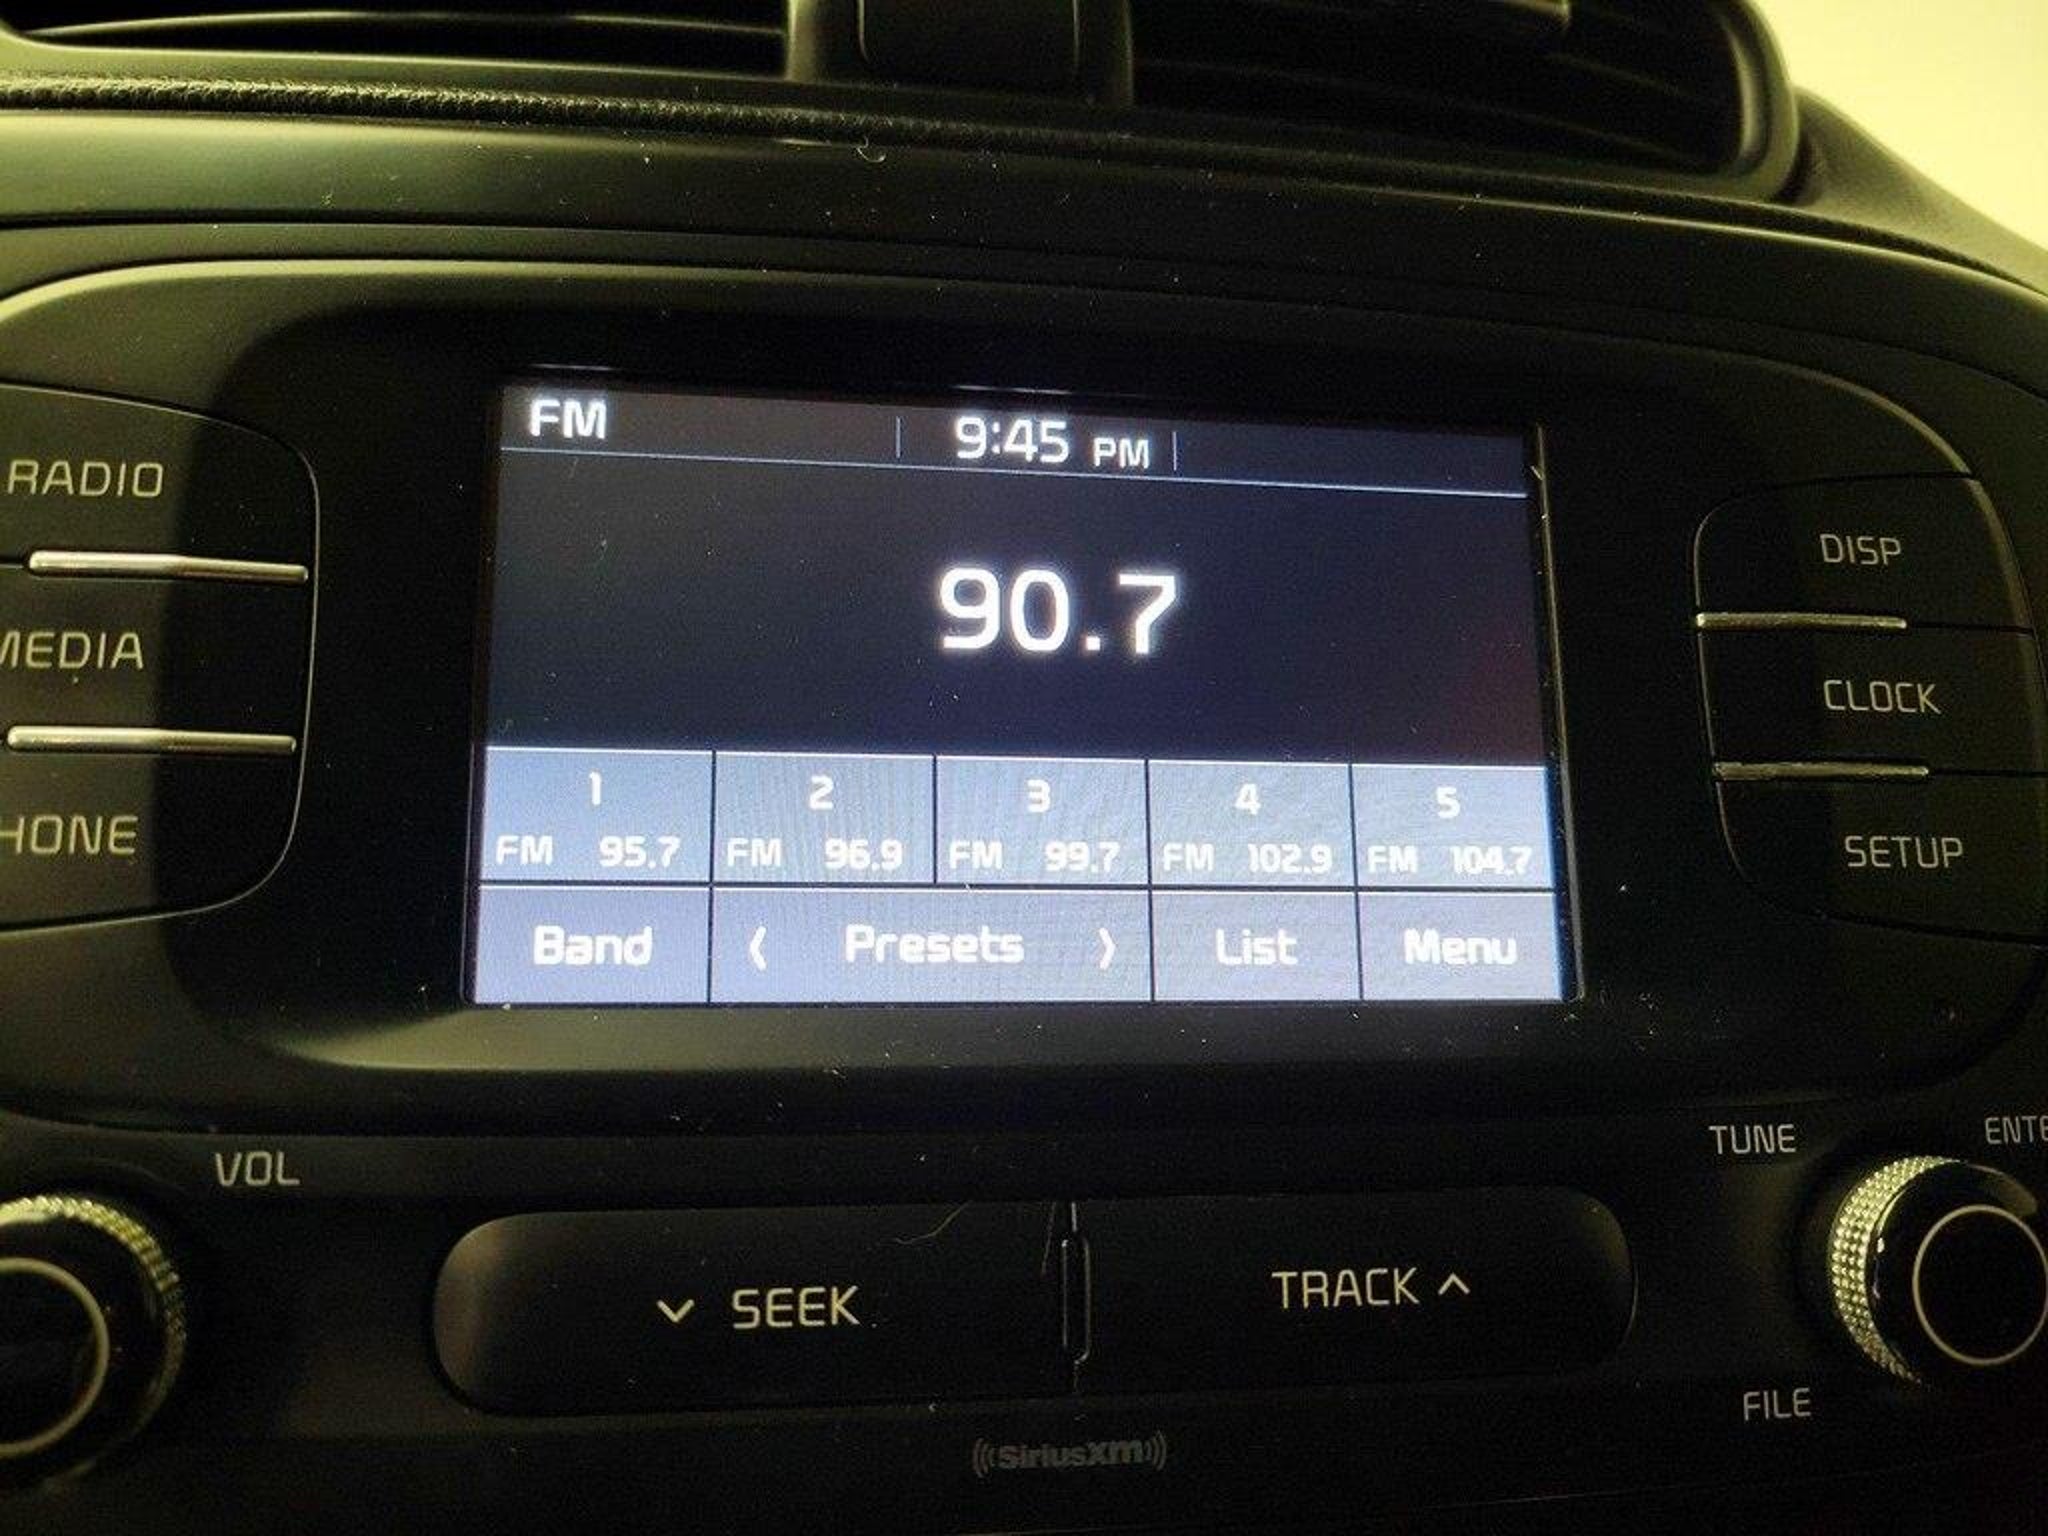 FM 9:45 PM
90.7
1 2 3 4 5
FM 95.7 FM 96.9 FM 99.7 FM 102.9 FM 104.7
Band ⟨ Presets ⟩ List Menu
RADIO
MEDIA
HONE
DISP
CLOCK
SETUP
VOL
SEEK
TRACK
TUNE
ENTE
FILE
SiriusXM